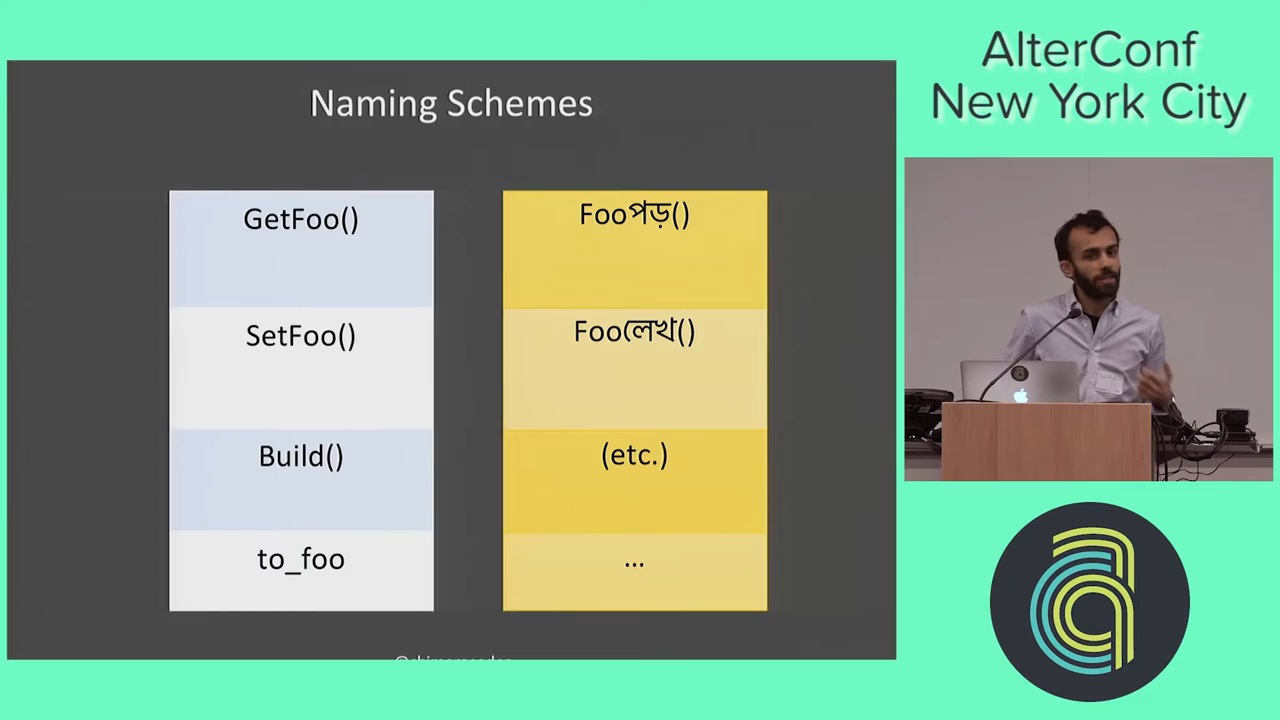 AlterConf
New York City
Naming Schemes
GetFoo()
Fooপড়()
SetFoo()
Fooলেখ()
Build()
(etc.)
to_foo
...